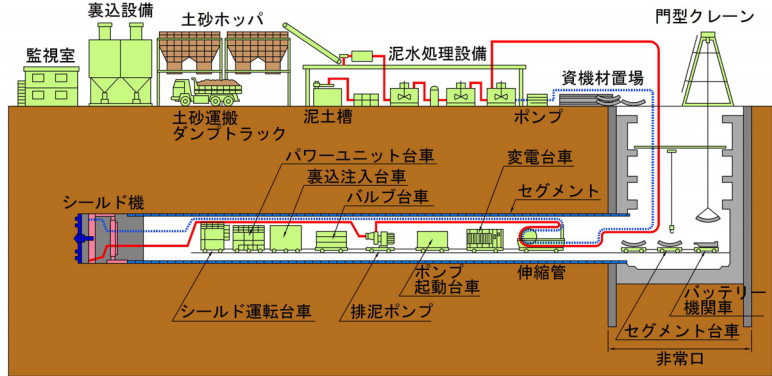 裏込設備
土砂ホッパ
門型クレーン
監視室
泥水処理設備
資機材置場
土砂運搬
ダンプトラック
泥土槽
ポンプ
パワーユニット台車
変電台車
裏込注入台車
セグメント
バルブ台車
シールド機
ポンプ
起動台車
伸縮管
バッテリー
機関車
シールド運転台車
排泥ポンプ
セグメント台車
非常口